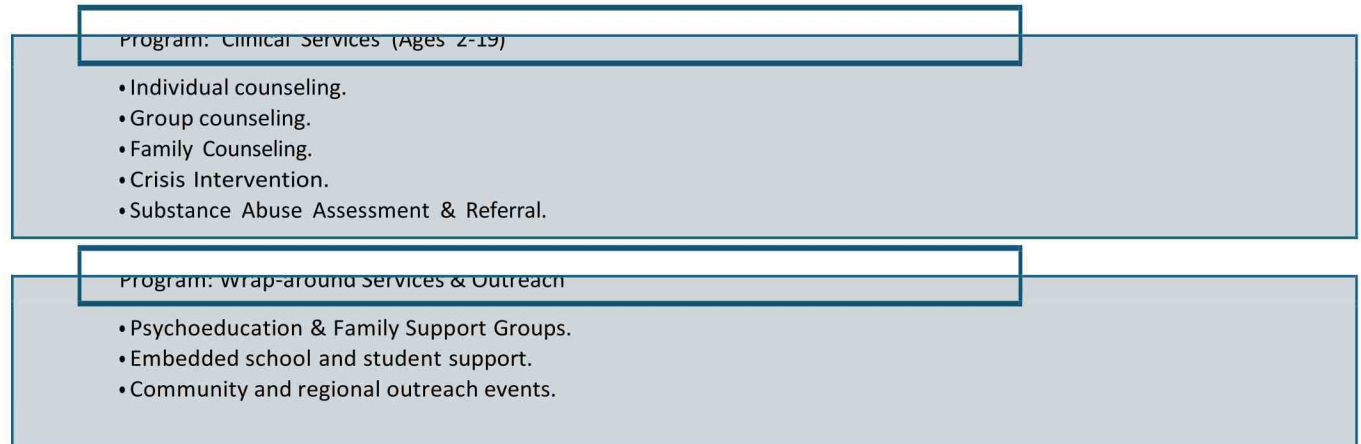 Program: Clinical Services (Ages 2-19)
• Individual counseling.
• Group counseling.
• Family Counseling.
• Crisis Intervention.
• Substance Abuse Assessment & Referral.
Program: Wrap-around Services & Outreach
• Psychoeducation & Family Support Groups.
• Embedded school and student support.
• Community and regional outreach events.